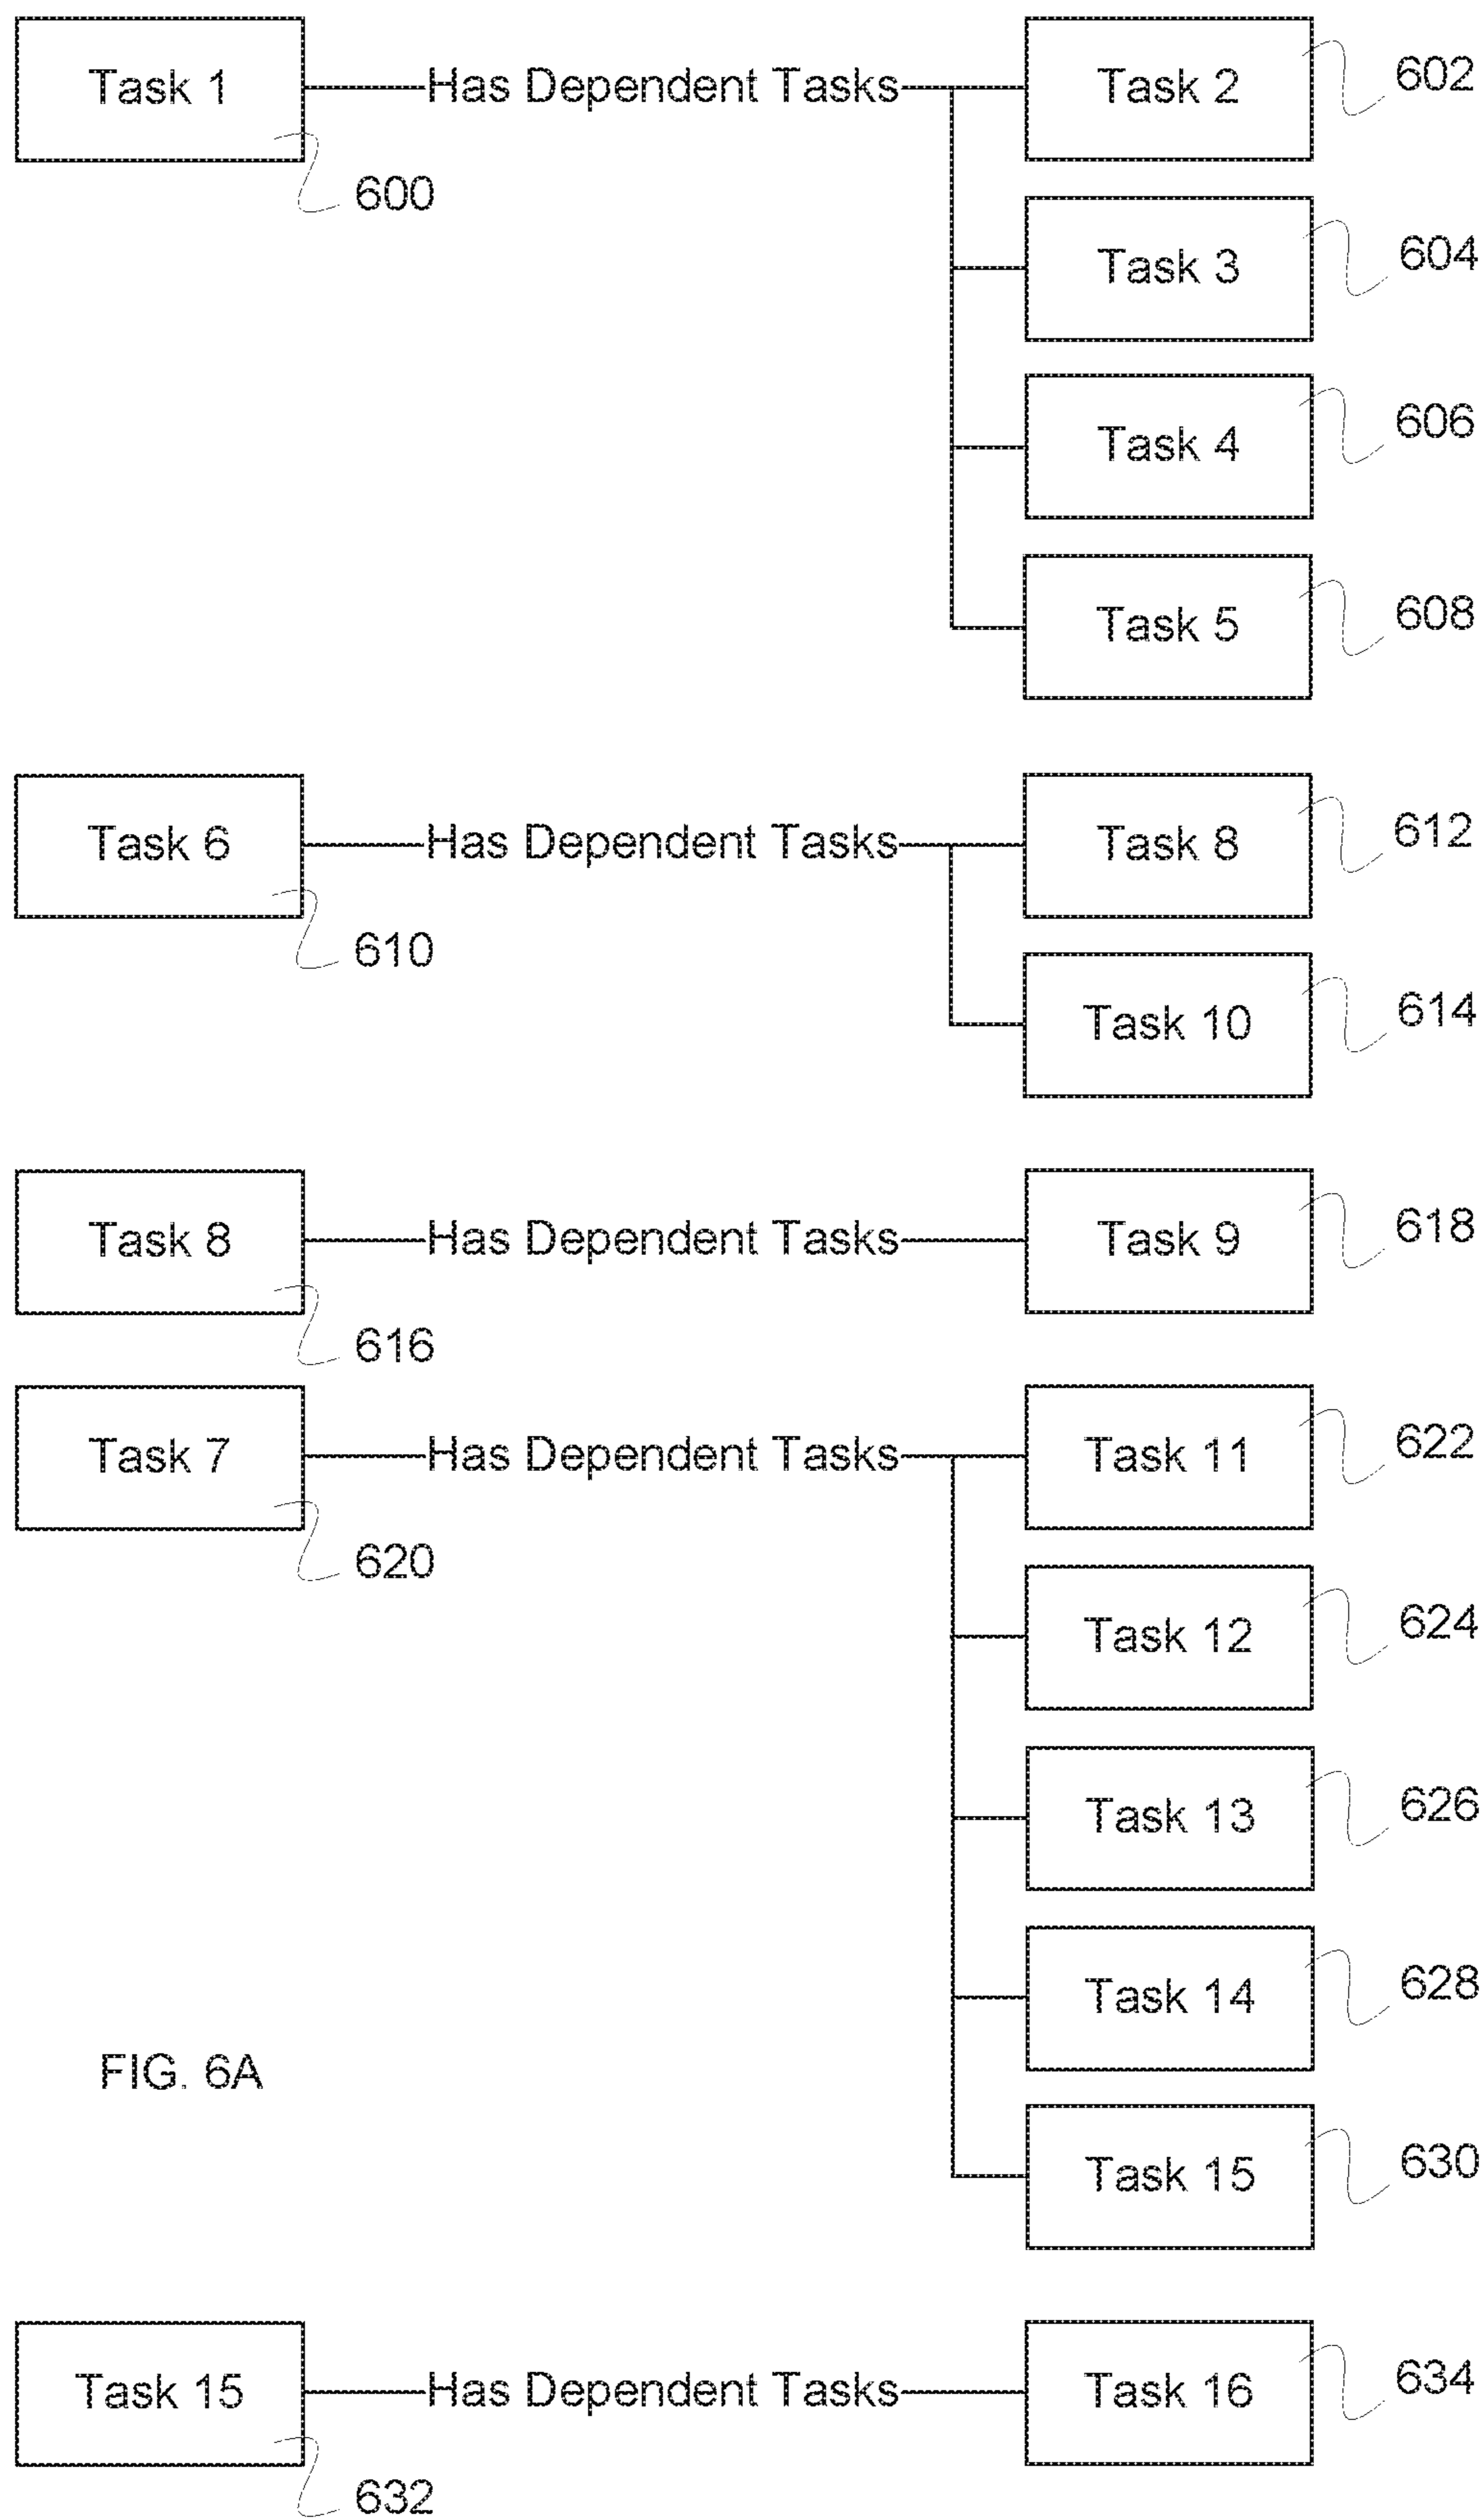 Task 1 Has Dependent Tasks Task 2 602
600
Task 3 604
Task 4 606
Task 5 608
Task 6 Has Dependent Tasks Task 8 612
610
Task 10 614
Task 8 Has Dependent Tasks Task 9 618
616
Task 7 Has Dependent Tasks Task 11 622
620
Task 12 624
Task 13 626
Task 14 628
FIG. 6A
Task 15 630
Task 15 Has Dependent Tasks Task 16 634
632